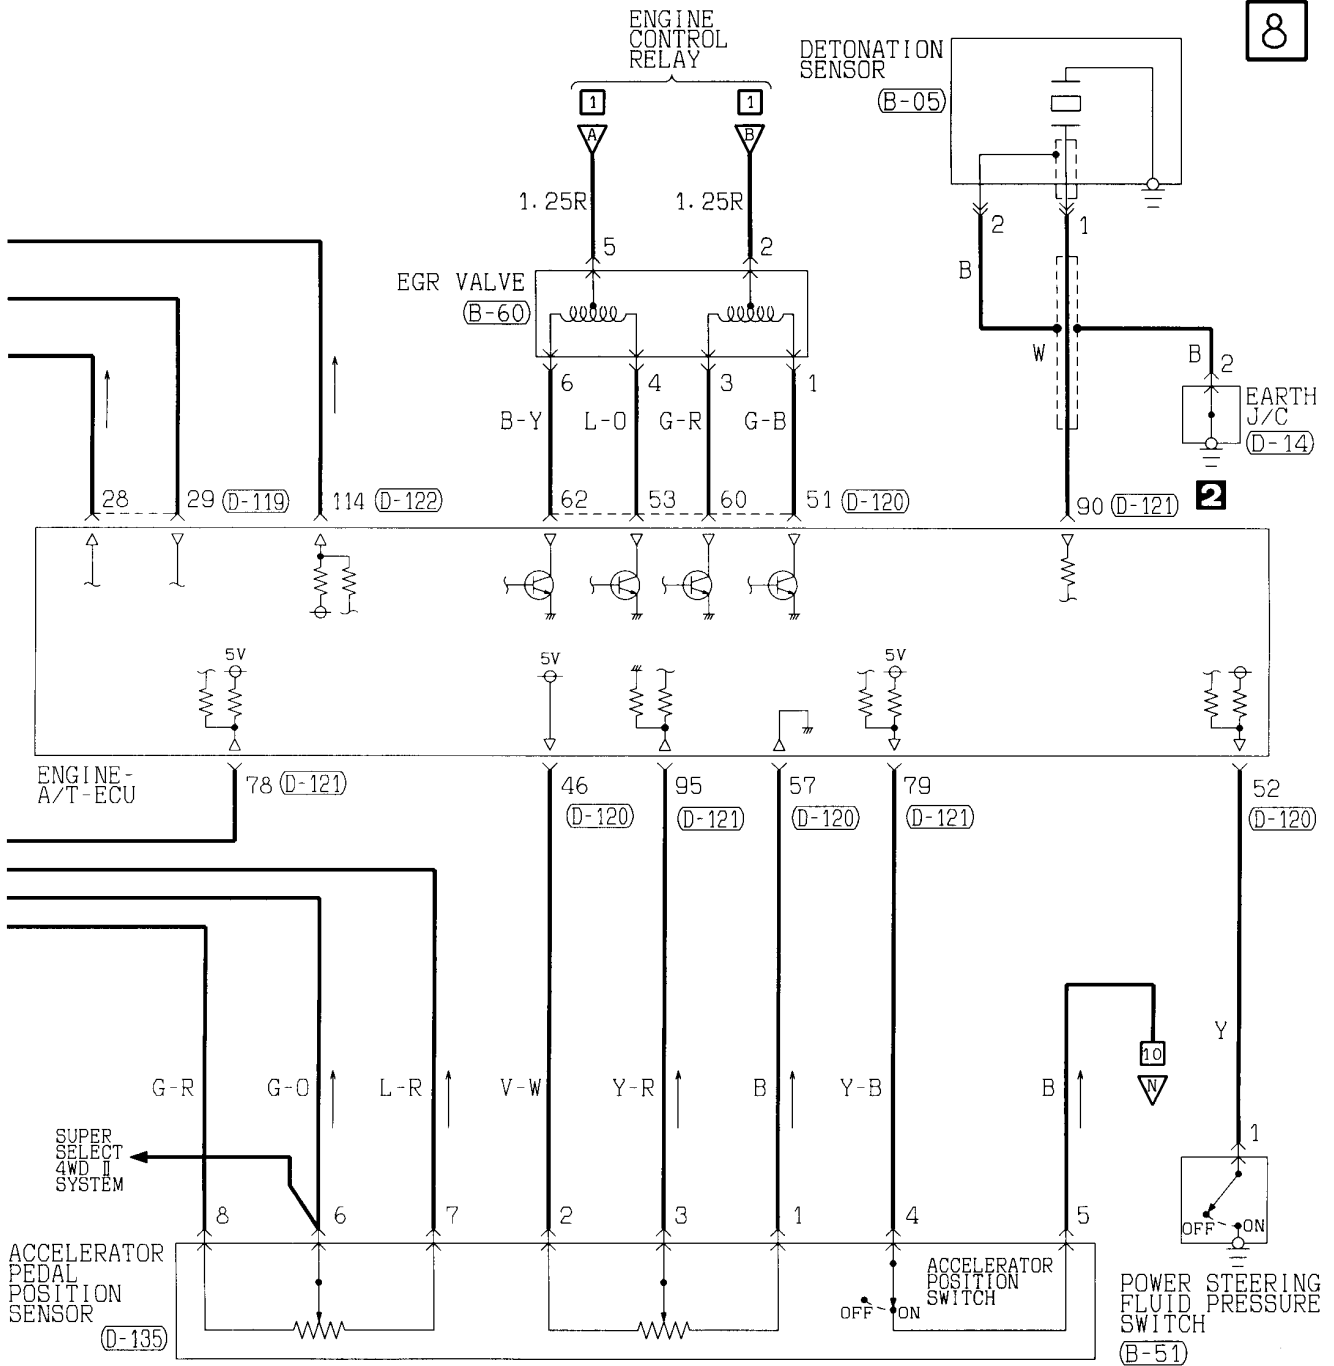 8
ENGINE
CONTROL
RELAY
DETONATION
SENSOR
B-05
1
1
A
B
1.25R
1.25R
5
2
2
1
EGR VALVE
B-60
B
W
B
2
EARTH
J/C
D-14
2
6
4
3
1
B-Y
L-O
G-R
G-B
28
29
D-119
114
D-122
62
53
60
51
D-120
90
D-121
5V
5V
5V
ENGINE-
A/T-ECU
78
D-121
46
D-120
95
D-121
57
D-120
79
D-121
52
D-120
G-R
G-O
L-R
V-W
Y-R
B
Y-B
B
10
N
Y
SUPER
SELECT
4WD II
SYSTEM
8
6
7
2
3
1
4
5
1
OFF
ON
ACCELERATOR
PEDAL
POSITION
SENSOR
D-135
ACCELERATOR
POSITION
SWITCH
OFF
ON
POWER STEERING
FLUID PRESSURE
SWITCH
B-51